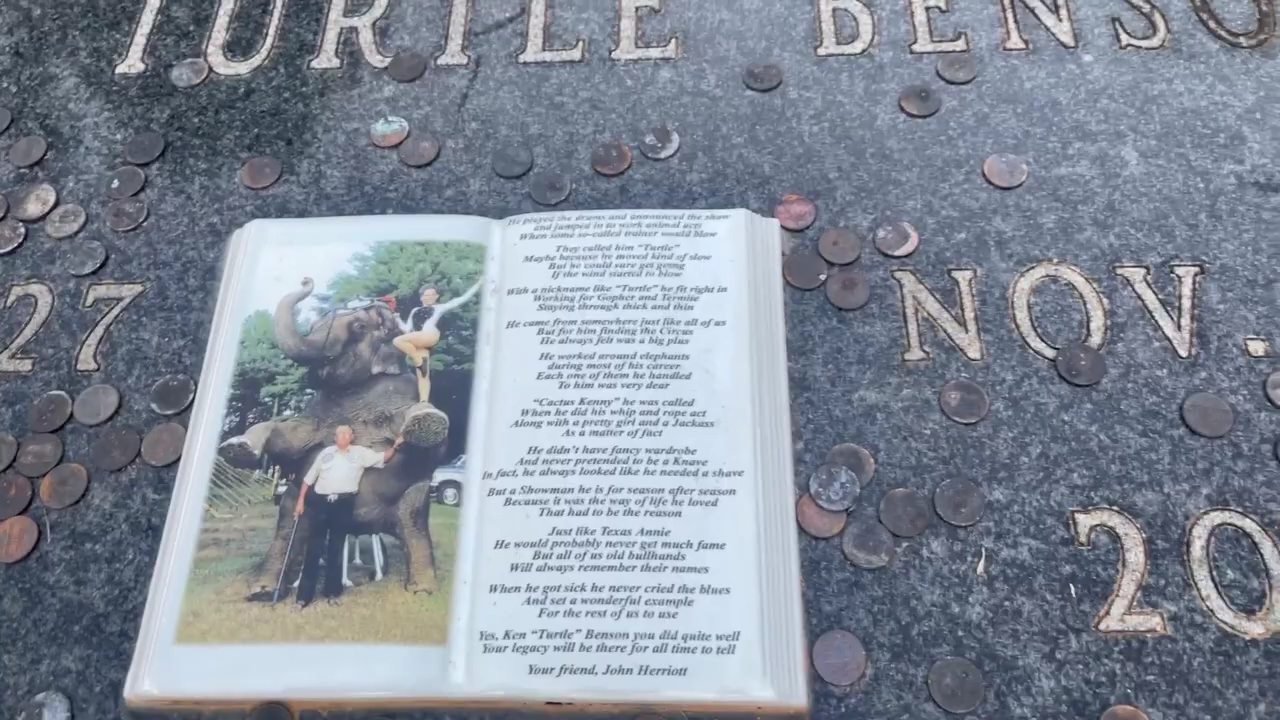 TURTLE BENSO
He played the drums and announced the show
and jumped in to work animal acts
When some so-called trainer would blow
They called him "Turtle"
Maybe because he moved kind of slow
But he could sure get going
If the wind started to blow
With a nickname like "Turtle" he fit right in
Working for Gopher and Termite
Staying through thick and thin
He came from somewhere just like all of us
But for him finding the Circus
He always felt was a big plus
He worked around elephants
during most of his career
Each one of them he handled
To him was very dear
"Cactus Kenny" he was called
When he did his whip and rope act
Along with a pretty girl and a Jackass
As a matter of fact
He didn't have fancy wardrobe
And never pretended to be a Knave
In fact, he always looked like he needed a shave
But a Showman he is for season after season
Because it was the way of life he loved
That had to be the reason
Just like Texas Annie
He would probably never get much fame
But all of us old bullhands
Will always remember their names
When he got sick he never cried the blues
And set a wonderful example
For the rest of us to use
Yes, Ken "Turtle" Benson you did quite well
Your legacy will be there for all time to tell
Your friend, John Herriott
27
NOV.
20